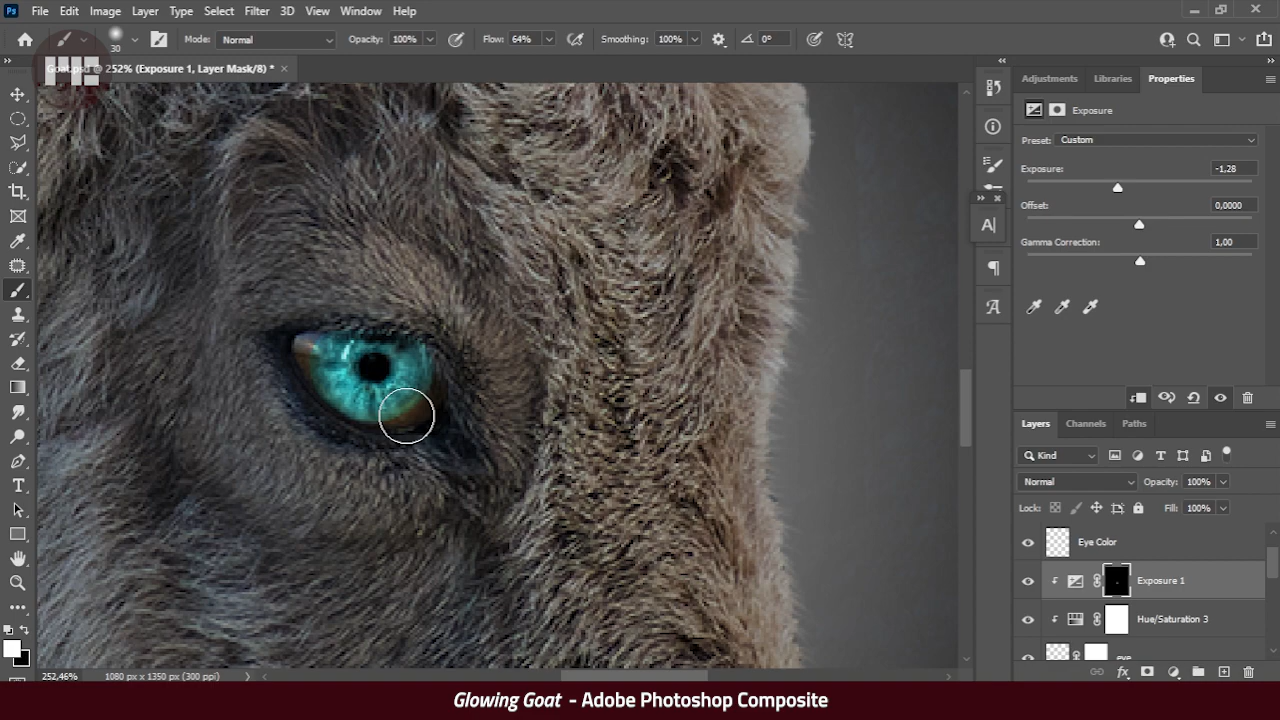 Ps File Edit Image Layer Type Select Filter 3D View Window Help
30 Mode: Normal Opacity: 100% Flow: 64% Smoothing: 100% 0°
Goat.psd @ 252% (Exposure 1, Layer Mask/8) *
Adjustments Libraries Properties
Exposure
Preset: Custom
Exposure: -1,28
Offset: 0,0000
Gamma Correction: 1,00
Layers Channels Paths
Kind
Normal Opacity: 100%
Lock: Fill: 100%
Eye Color
Exposure 1
Hue/Saturation 3
eye
252,46% 1080 px x 1350 px (300 ppi)
Glowing Goat - Adobe Photoshop Composite